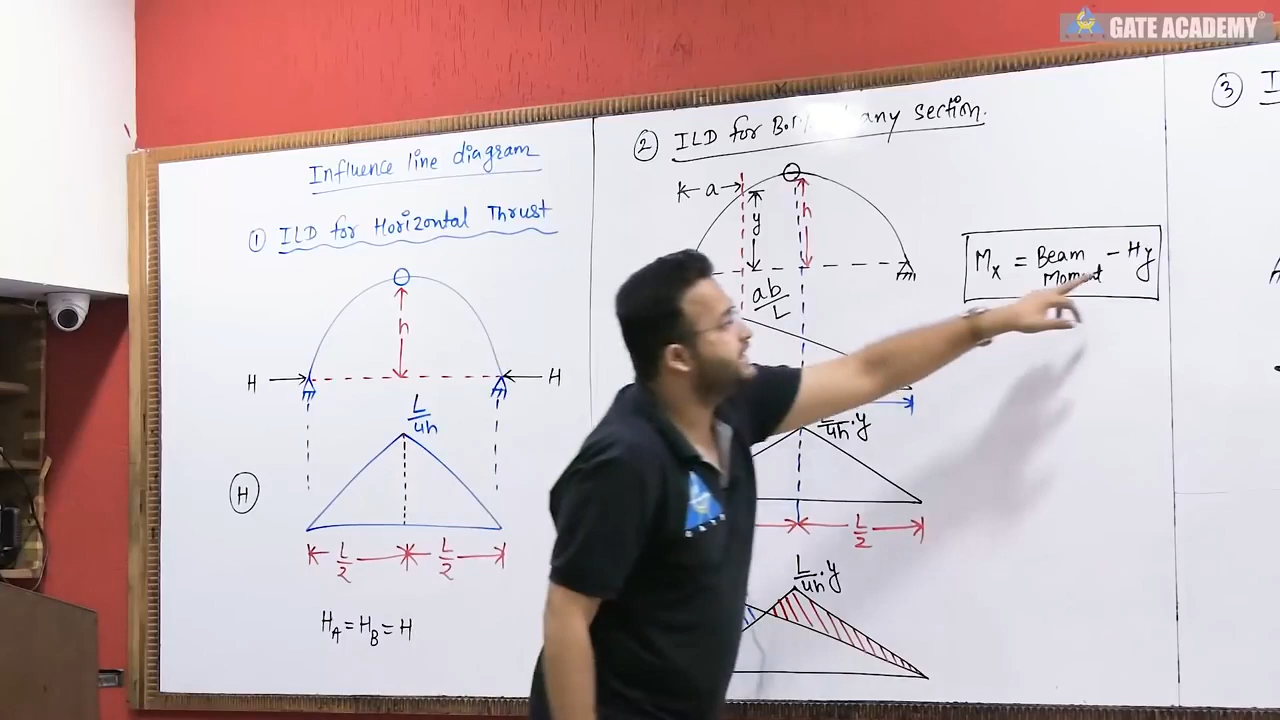 GATE ACADEMY
Influence line diagram
① ILD for Horizontal Thrust
h
H
H
L/4h
H
L/2
L/2
H_A = H_B = H
② ILD for B.M. any section.
a
y
h
ab/L
M_x = Beam Moment - Hy
L/4h . y
L/2
L/4h . y
③